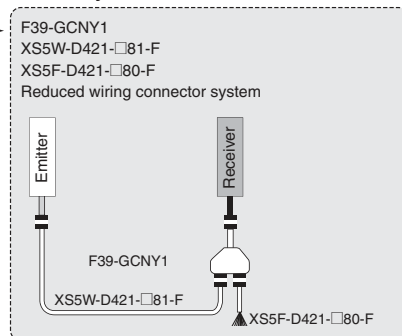 F39-GCNY1
XS5W-D421-□81-F
XS5F-D421-□80-F
Reduced wiring connector system
Emitter
Receiver
F39-GCNY1
XS5W-D421-□81-F
XS5F-D421-□80-F